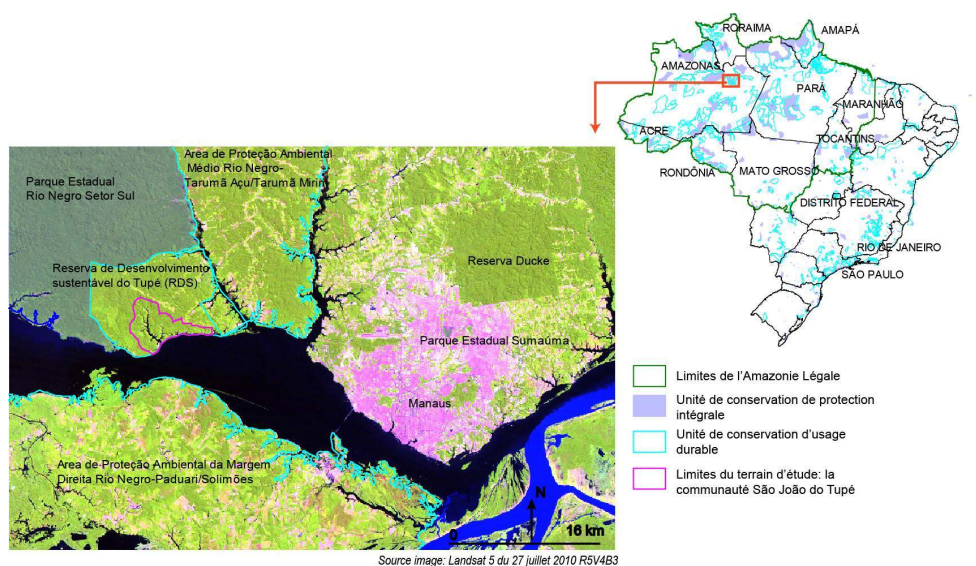 RORAIMA
AMAPÁ
AMAZONAS
PARÁ
MARANHÃO
ACRE
TOCANTINS
RONDÔNIA
MATO GROSSO
DISTRITO FEDERAL
RIO DE JANEIRO
SÃO PAULO
Parque Estadual
Rio Negro Setor Sul
Area de Proteção Ambiental
Médio Rio Negro-
Tarumã Açu/Tarumã Mirin
Reserva de Desenvolvimento
sustentável do Tupé (RDS)
Reserva Ducke
Parque Estadual Sumaúma
Manaus
Area de Proteção Ambiental da Margem
Direita Rio Negro-Paduari/Solimões
N
0
16 km
Limites de l'Amazonie Légale
Unité de conservation de protection
intégrale
Unité de conservation d'usage
durable
Limites du terrain d'étude: la
communauté São João do Tupé
Source image: Landsat 5 du 27 juillet 2010 R5V4B3